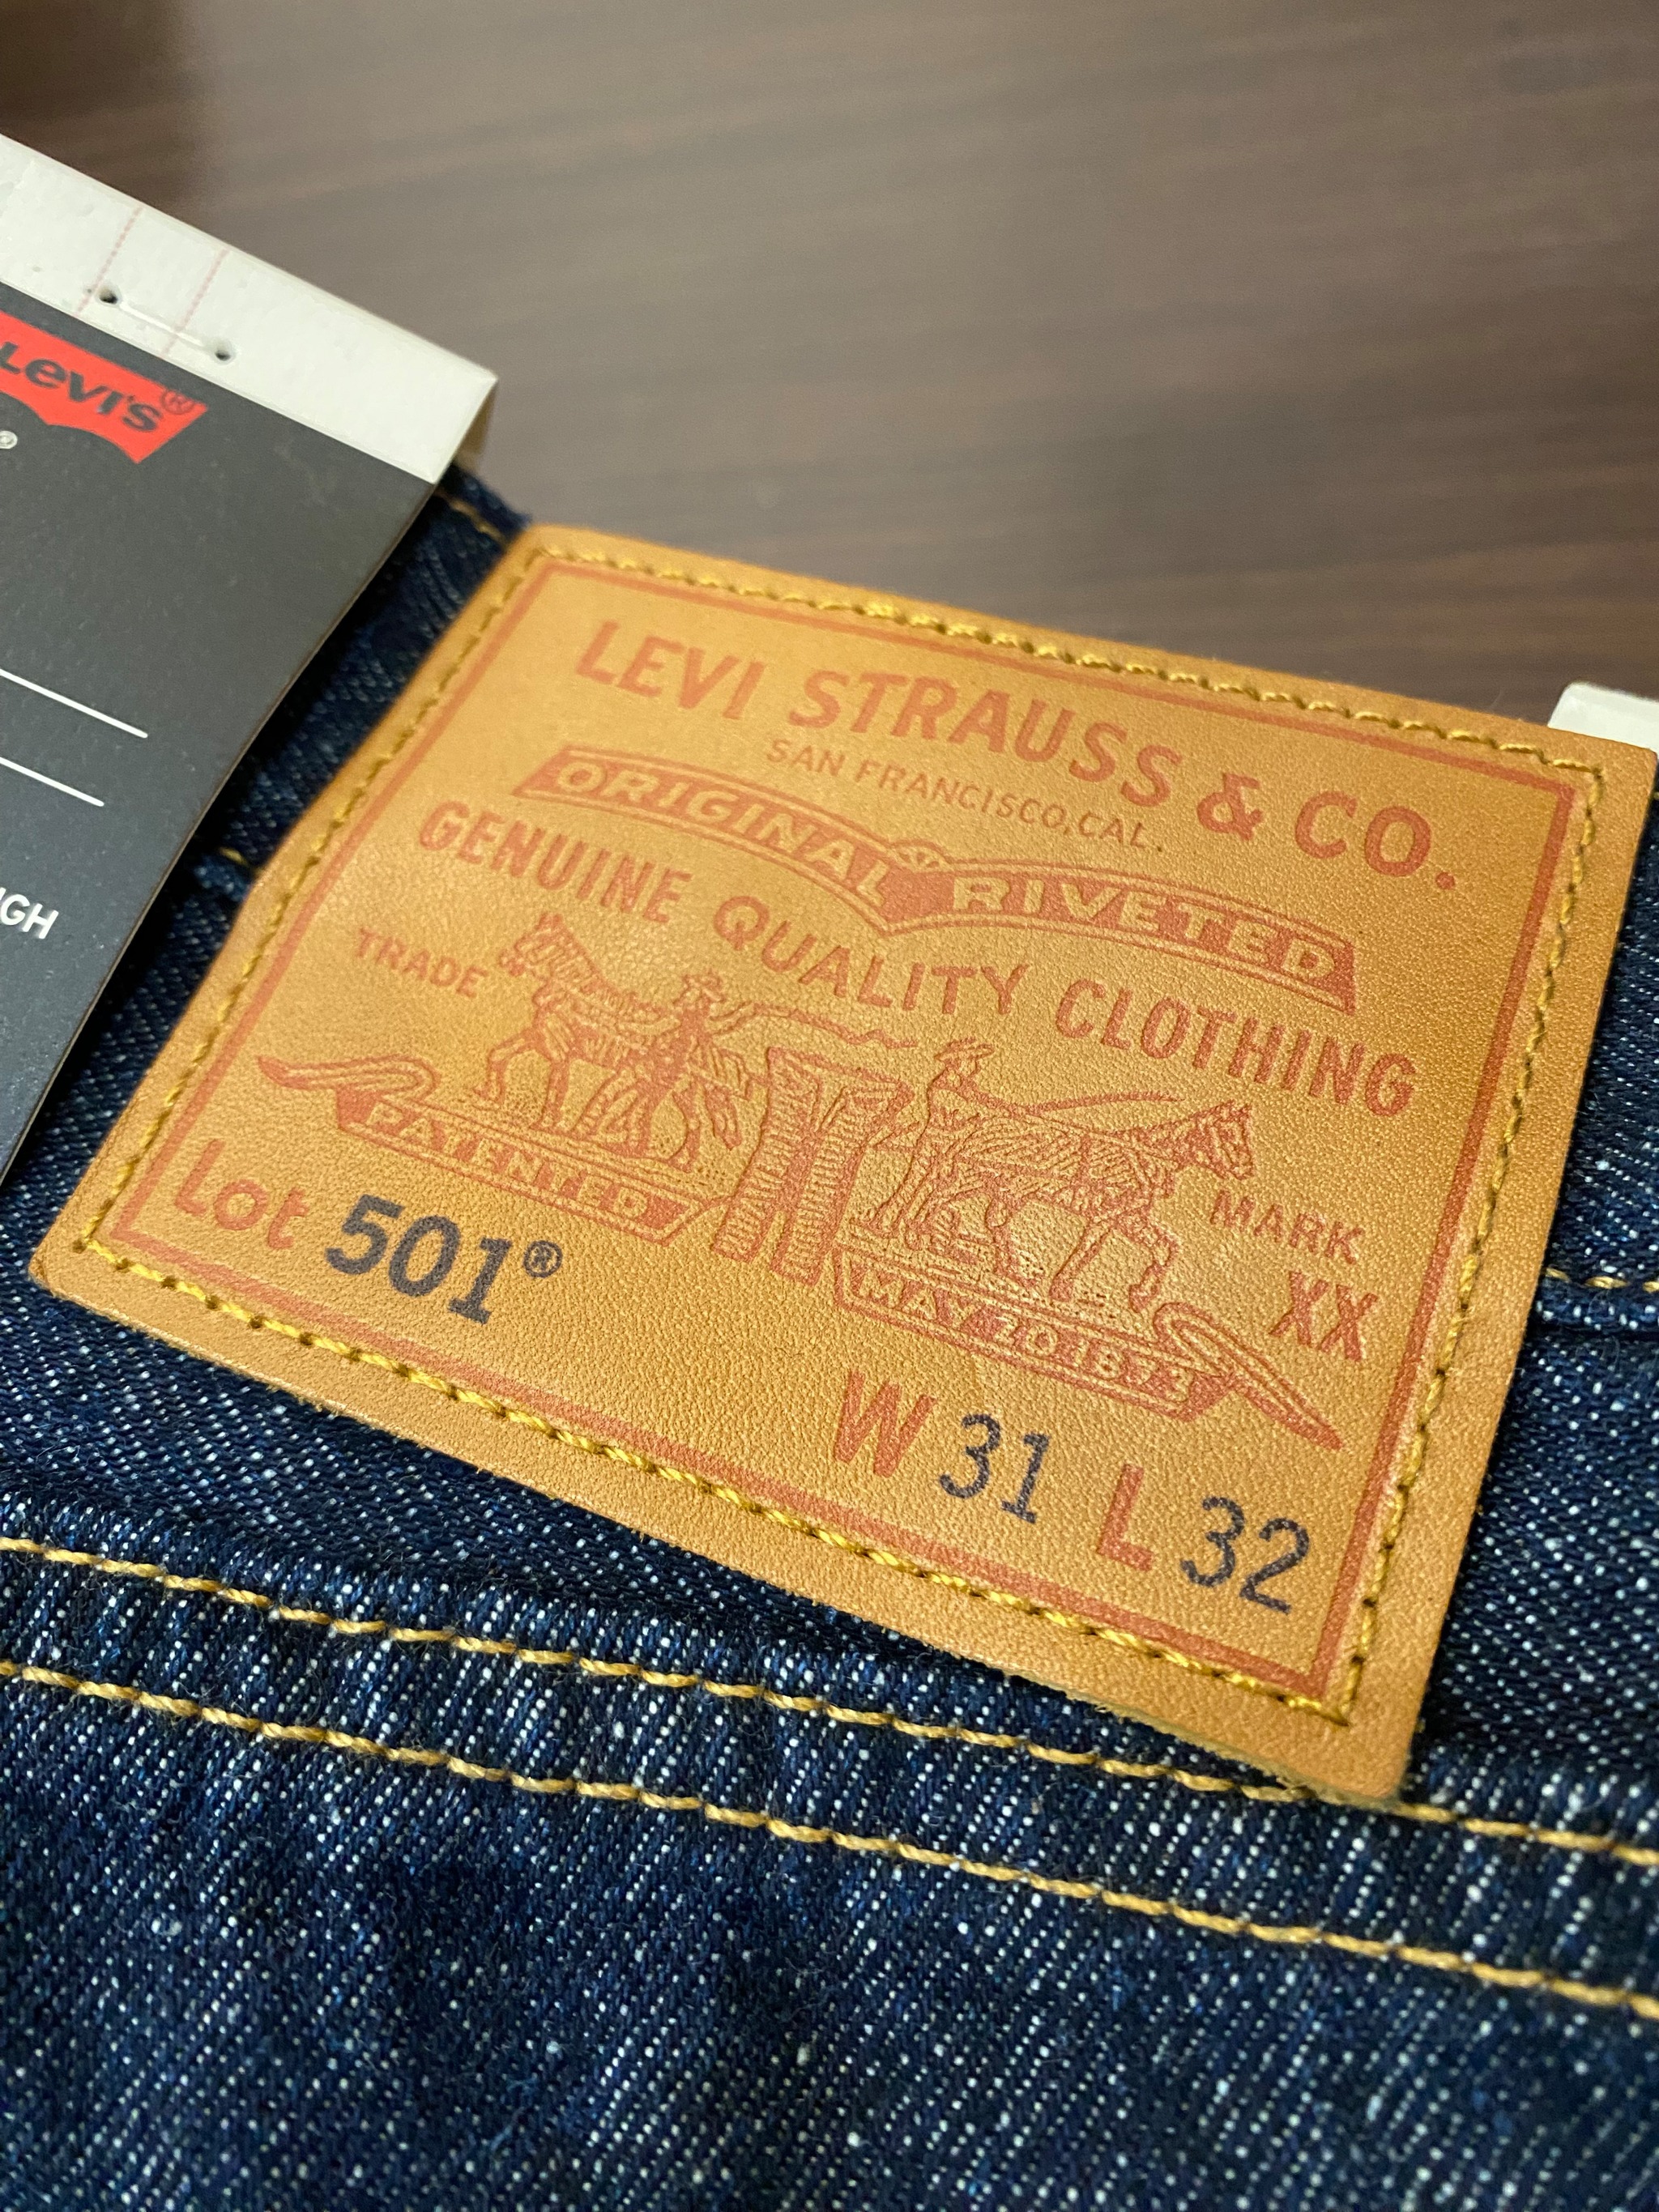 Levi's®
®
GH
LEVI STRAUSS & CO.
SAN FRANCISCO, CAL.
ORIGINAL RIVETED
GENUINE QUALITY CLOTHING
TRADE MARK
PATENTED
MAY 20 1873
XX
Lot 501®
W 31 L 32